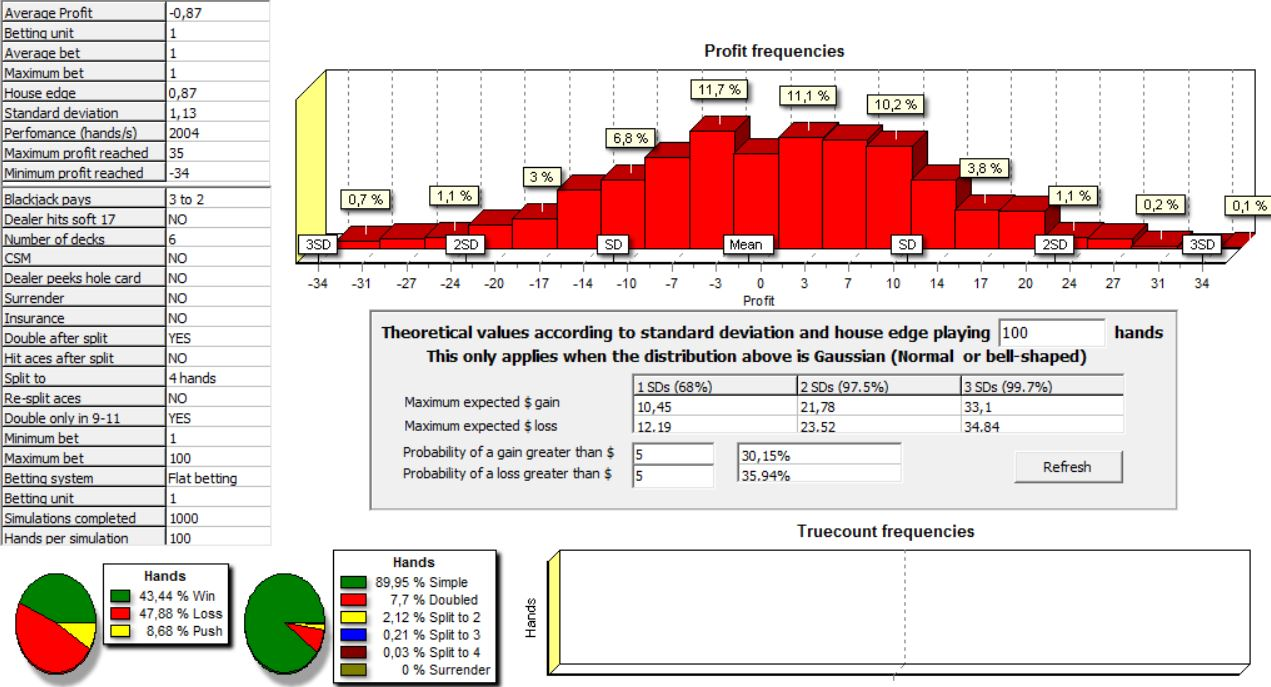 Average Profit -0,87
Betting unit 1
Average bet 1
Maximum bet 1
House edge 0,87
Standard deviation 1,13
Perfomance (hands/s) 2004
Maximum profit reached 35
Minimum profit reached -34
Blackjack pays 3 to 2
Dealer hits soft 17 NO
Number of decks 6
CSM NO
Dealer peeks hole card NO
Surrender NO
Insurance NO
Double after split YES
Hit aces after split NO
Split to 4 hands
Re-split aces NO
Double only in 9-11 YES
Minimum bet 1
Maximum bet 100
Betting system Flat betting
Betting unit 1
Simulations completed 1000
Hands per simulation 100
Profit frequencies
0,7 % 1,1 % 3 % 6,8 % 11,7 % 11,1 % 10,2 % 3,8 % 1,1 % 0,2 % 0,1 %
3SD 2SD SD Mean SD 2SD 3SD
-34 -31 -27 -24 -20 -17 -14 -10 -7 -3 0 3 7 10 14 17 20 24 27 31 34
Profit
Theoretical values according to standard deviation and house edge playing 100 hands
This only applies when the distribution above is Gaussian (Normal or bell-shaped)
1 SDs (68%) 2 SDs (97.5%) 3 SDs (99.7%)
Maximum expected $ gain 10,45 21,78 33,1
Maximum expected $ loss 12,19 23,52 34,84
Probability of a gain greater than $ 5 30,15%
Probability of a loss greater than $ 5 35,94%
Refresh
Hands
43,44 % Win
47,88 % Loss
8,68 % Push
Hands
89,95 % Simple
7,7 % Doubled
2,12 % Split to 2
0,21 % Split to 3
0,03 % Split to 4
0 % Surrender
Truecount frequencies
Hands